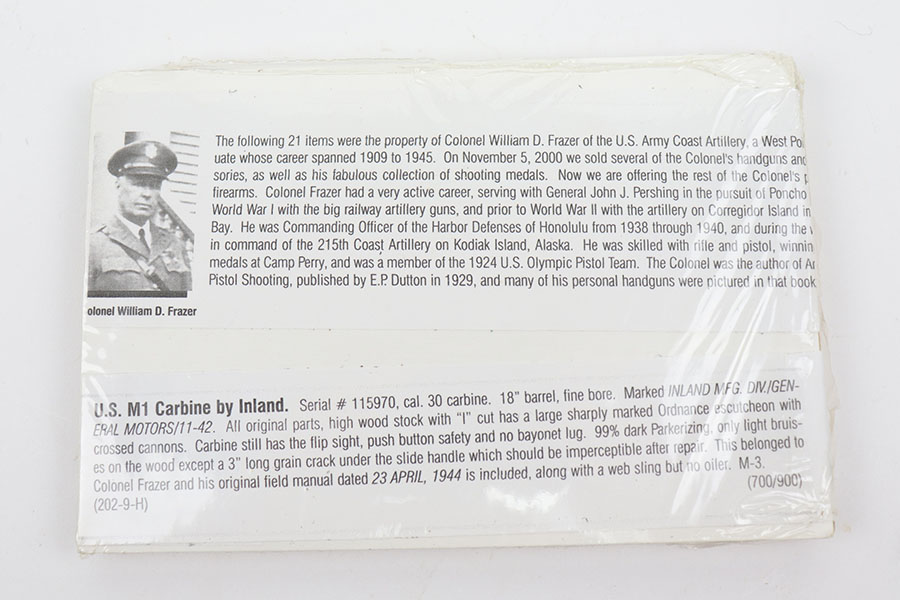 The following 21 items were the property of Colonel William D. Frazer of the U.S. Army Coast Artillery, a West Po
uate whose career spanned 1909 to 1945. On November 5, 2000 we sold several of the Colonel's handguns and
sories, as well as his fabulous collection of shooting medals. Now we are offering the rest of the Colonel's p
firearms. Colonel Frazer had a very active career, serving with General John J. Pershing in the pursuit of Poncho
World War I with the big railway artillery guns, and prior to World War II with the artillery on Corregidor Island in
Bay. He was Commanding Officer of the Harbor Defenses of Honolulu from 1938 through 1940, and during the w
in command of the 215th Coast Artillery on Kodiak Island, Alaska. He was skilled with rifle and pistol, winnin
medals at Camp Perry, and was a member of the 1924 U.S. Olympic Pistol Team. The Colonel was the author of Am
Pistol Shooting, published by E.P. Dutton in 1929, and many of his personal handguns were pictured in that book
olonel William D. Frazer
U.S. M1 Carbine by Inland. Serial # 115970, cal. 30 carbine. 18" barrel, fine bore. Marked INLAND MFG. DIV./GEN-
ERAL MOTORS/11-42. All original parts, high wood stock with "I" cut has a large sharply marked Ordnance escutcheon with
crossed cannons. Carbine still has the flip sight, push button safety and no bayonet lug. 99% dark Parkerizing, only light bruis-
es on the wood except a 3" long grain crack under the slide handle which should be imperceptible after repair. This belonged to
Colonel Frazer and his original field manual dated 23 APRIL, 1944 is included, along with a web sling but no oiler. M-3.
(202-9-H) (700/900)